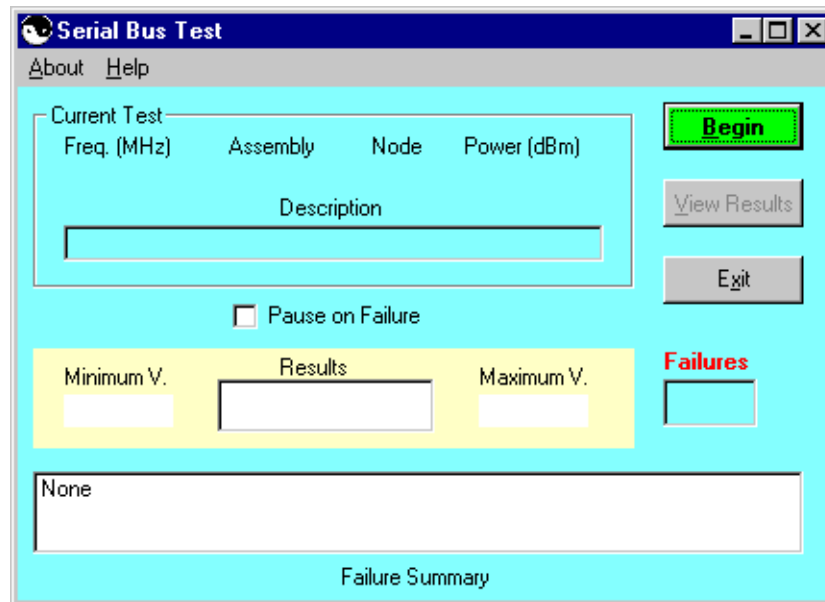 Serial Bus Test
About Help
Current Test
Freq. (MHz) Assembly Node Power (dBm)
Description
Begin
View Results
Exit
Pause on Failure
Minimum V. Results Maximum V.
Failures
None
Failure Summary